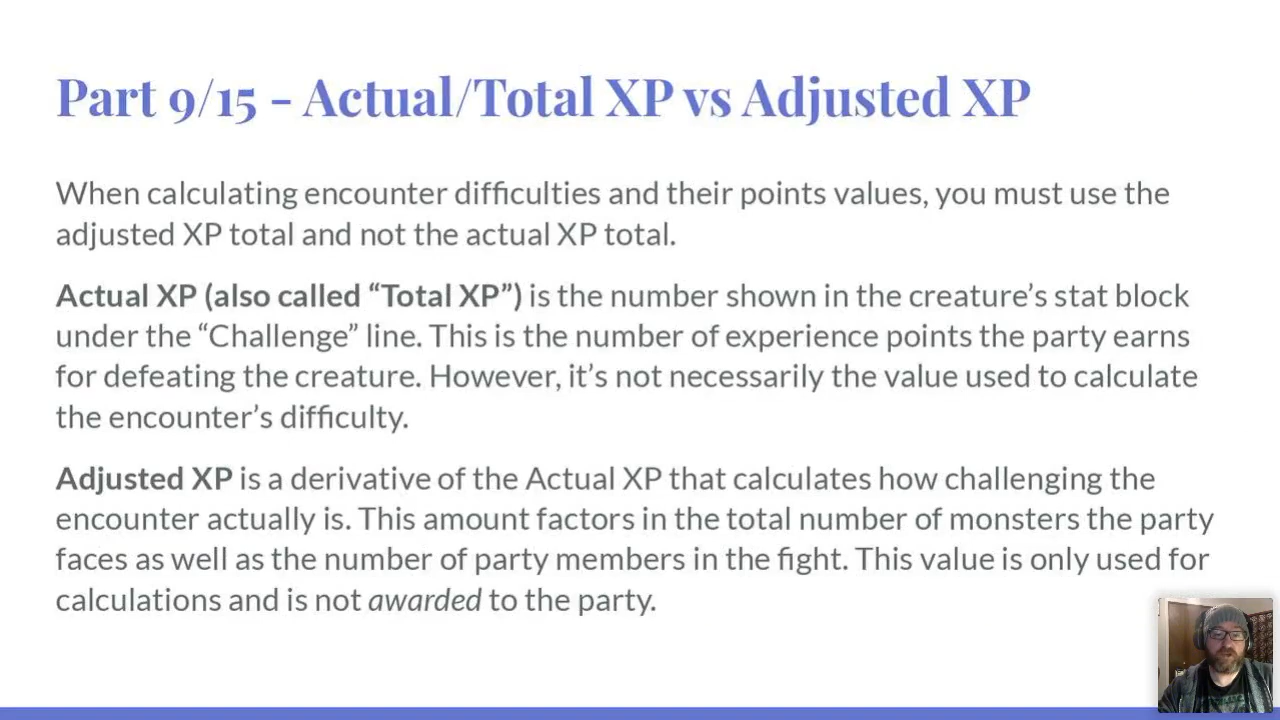 Part 9/15 - Actual/Total XP vs Adjusted XP
When calculating encounter difficulties and their points values, you must use the
adjusted XP total and not the actual XP total.
Actual XP (also called “Total XP”) is the number shown in the creature’s stat block
under the “Challenge” line. This is the number of experience points the party earns
for defeating the creature. However, it’s not necessarily the value used to calculate
the encounter’s difficulty.
Adjusted XP is a derivative of the Actual XP that calculates how challenging the
encounter actually is. This amount factors in the total number of monsters the party
faces as well as the number of party members in the fight. This value is only used for
calculations and is not awarded to the party.